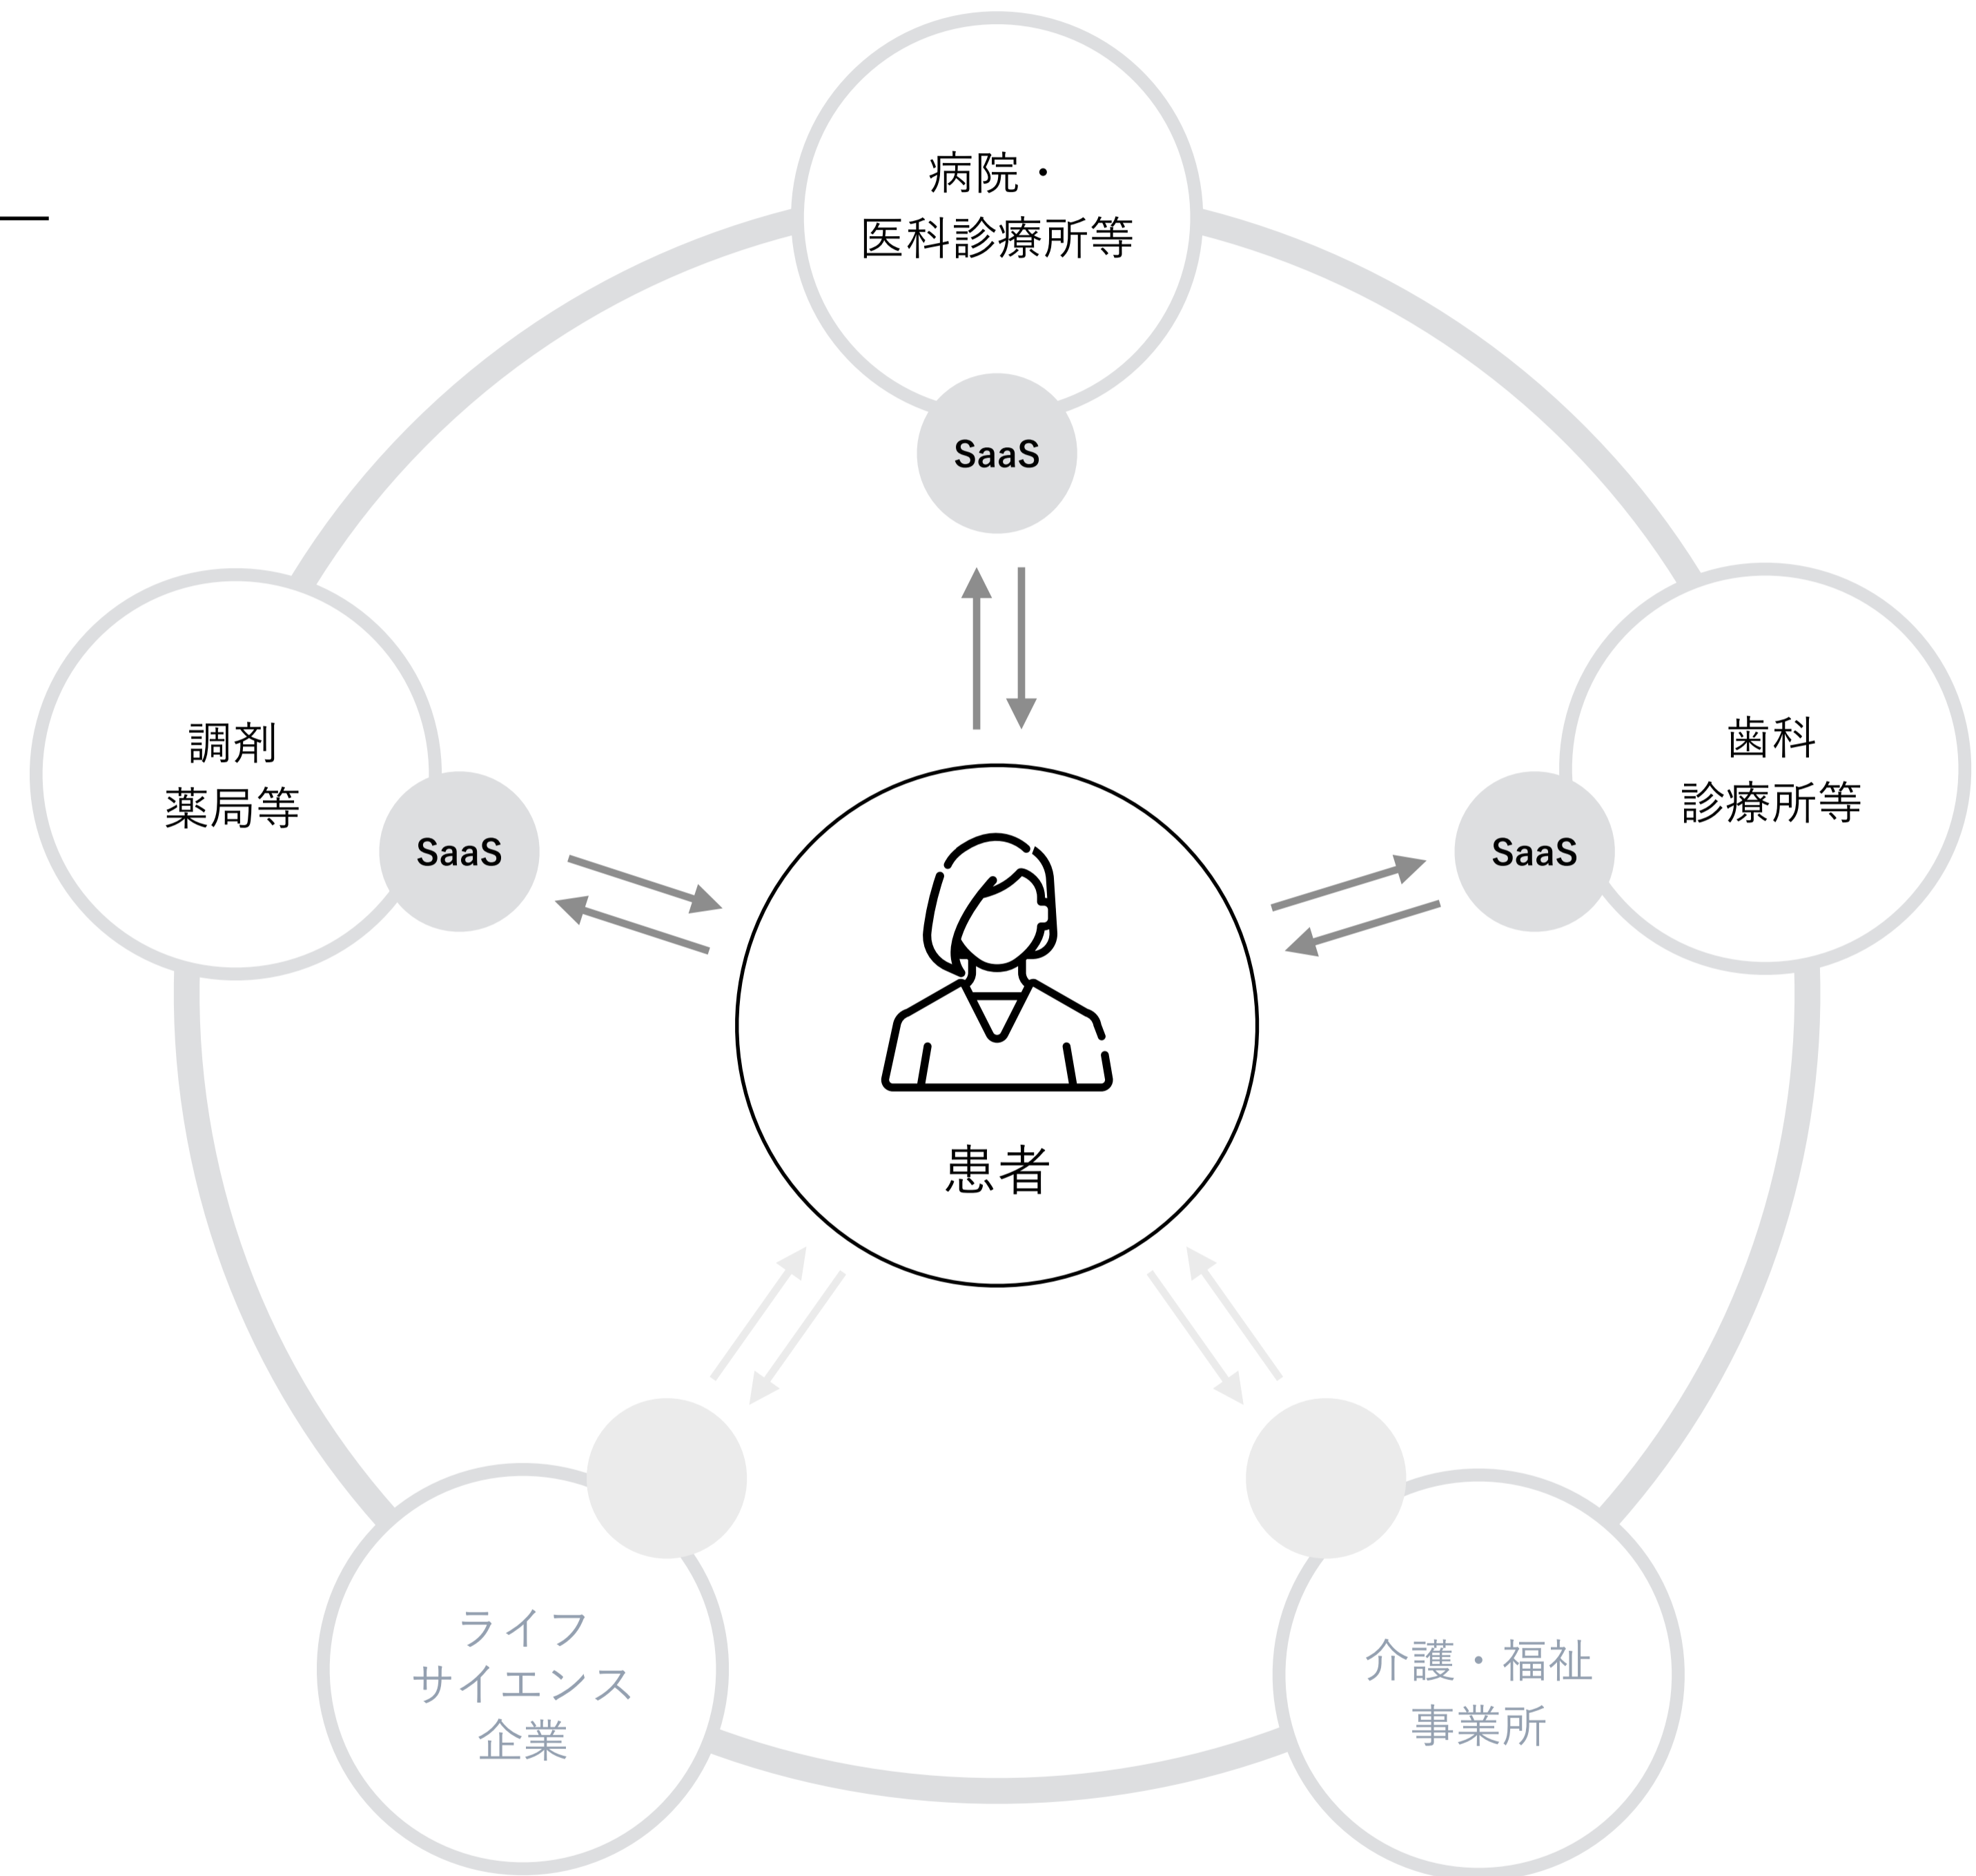 病院・
医科診療所等
SaaS
調剤
薬局等
SaaS
歯科
診療所等
SaaS
患者
ライフ
サイエンス
企業
介護・福祉
事業所